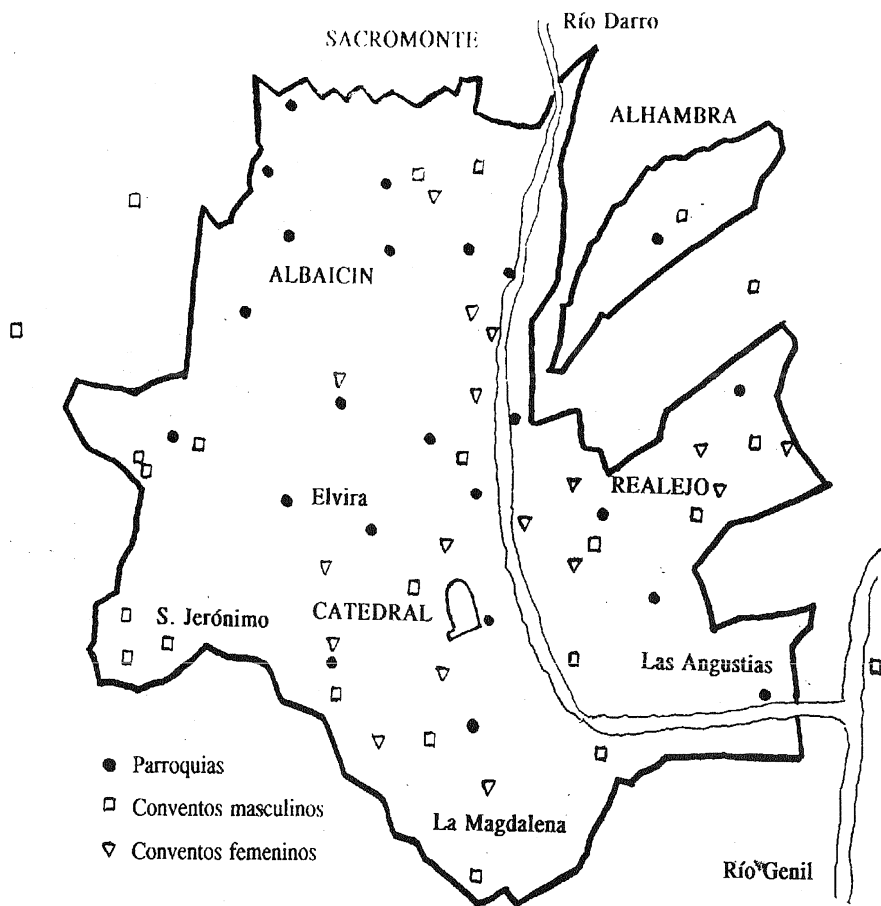 Río Darro
SACROMONTE
ALHAMBRA
ALBAICIN
REALEJO
Elvira
S. Jerónimo
CATEDRAL
Las Angustias
Parroquias
Conventos masculinos
La Magdalena
Conventos femeninos
Río Genil